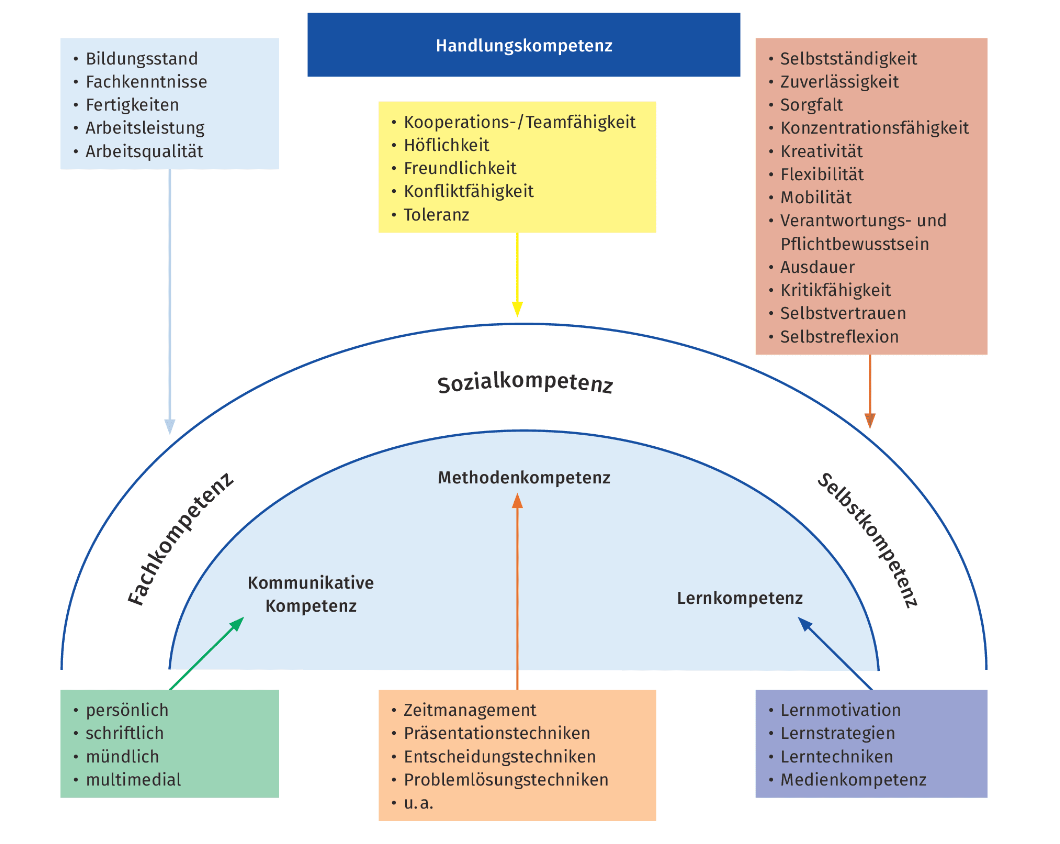 Handlungskompetenz
• Bildungsstand
• Fachkenntnisse
• Fertigkeiten
• Arbeitsleistung
• Arbeitsqualität
• Kooperations-/Teamfähigkeit
• Höflichkeit
• Freundlichkeit
• Konfliktfähigkeit
• Toleranz
• Selbstständigkeit
• Zuverlässigkeit
• Sorgfalt
• Konzentrationsfähigkeit
• Kreativität
• Flexibilität
• Mobilität
• Verantwortungs- und
Pflichtbewusstsein
• Ausdauer
• Kritikfähigkeit
• Selbstvertrauen
• Selbstreflexion
Fachkompetenz
Sozialkompetenz
Selbstkompetenz
Methodenkompetenz
Kommunikative
Kompetenz
Lernkompetenz
• persönlich
• schriftlich
• mündlich
• multimedial
• Zeitmanagement
• Präsentationstechniken
• Entscheidungstechniken
• Problemlösungstechniken
• u. a.
• Lernmotivation
• Lernstrategien
• Lerntechniken
• Medienkompetenz